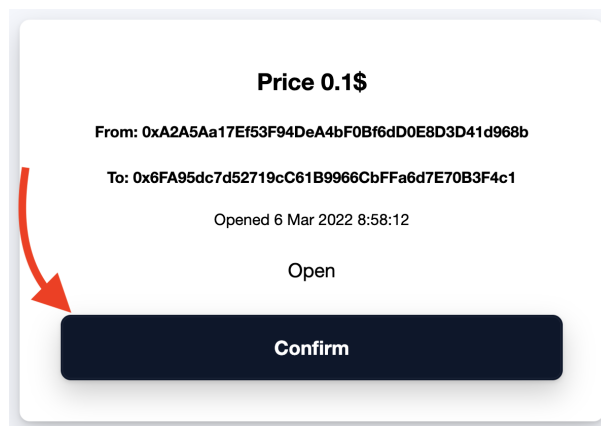 Price 0.1$
From: 0xA2A5Aa17Ef53F94DeA4bF0Bf6dD0E8D3D41d968b
To: 0x6FA95dc7d52719cC61B9966CbFFa6d7E70B3F4c1
Opened 6 Mar 2022 8:58:12
Open
Confirm